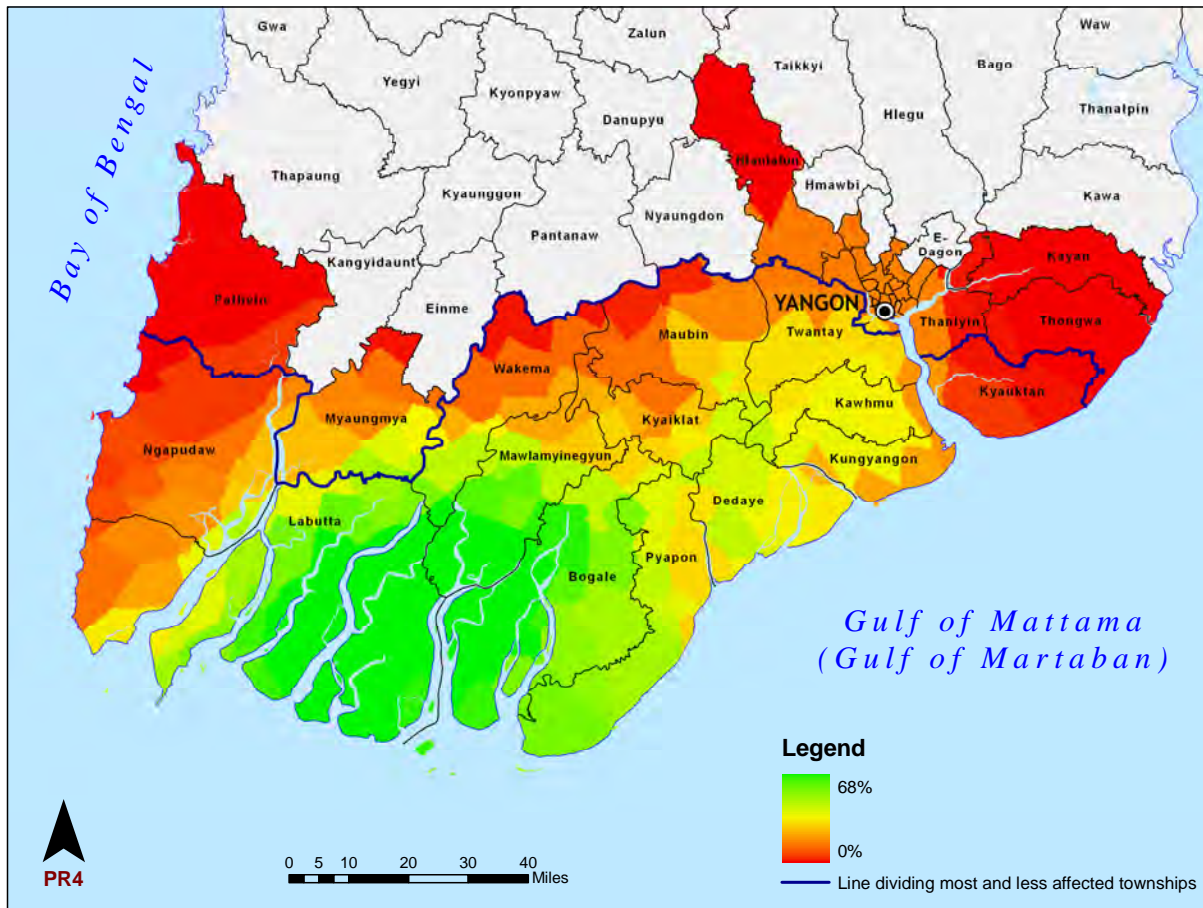 Gwa
Zalun
Waw
Taikkyi
Bago
Yegyi
Kyonpyaw
Danupyu
Hlegu
Thanatpin
Thapaung
Kyaunggon
Hmawbi
Kawa
Nyaungdon
Pantanaw
E-
Dagon
Kangyidaunt
Kayan
Einme
Pathein
YANGON
Thaniyin
Thongwa
Maubin
Twantay
Wakema
Kyauktan
Kawhmu
Myaungmya
Kyaiklat
Ngapudaw
Mawlamyinegyun
Kungyangon
Dedaye
Labutta
Pyapon
Bogale
Bay of Bengal
Gulf of Mattama
(Gulf of Martaban)
Legend
68%
0%
Line dividing most and less affected townships
PR4
0 5 10 20 30 40
Miles